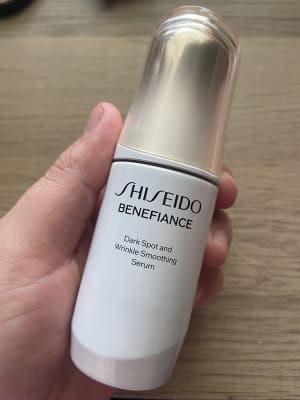 SHISEIDO
BENEFIANCE
Dark Spot and
Wrinkle Smoothing
Serum